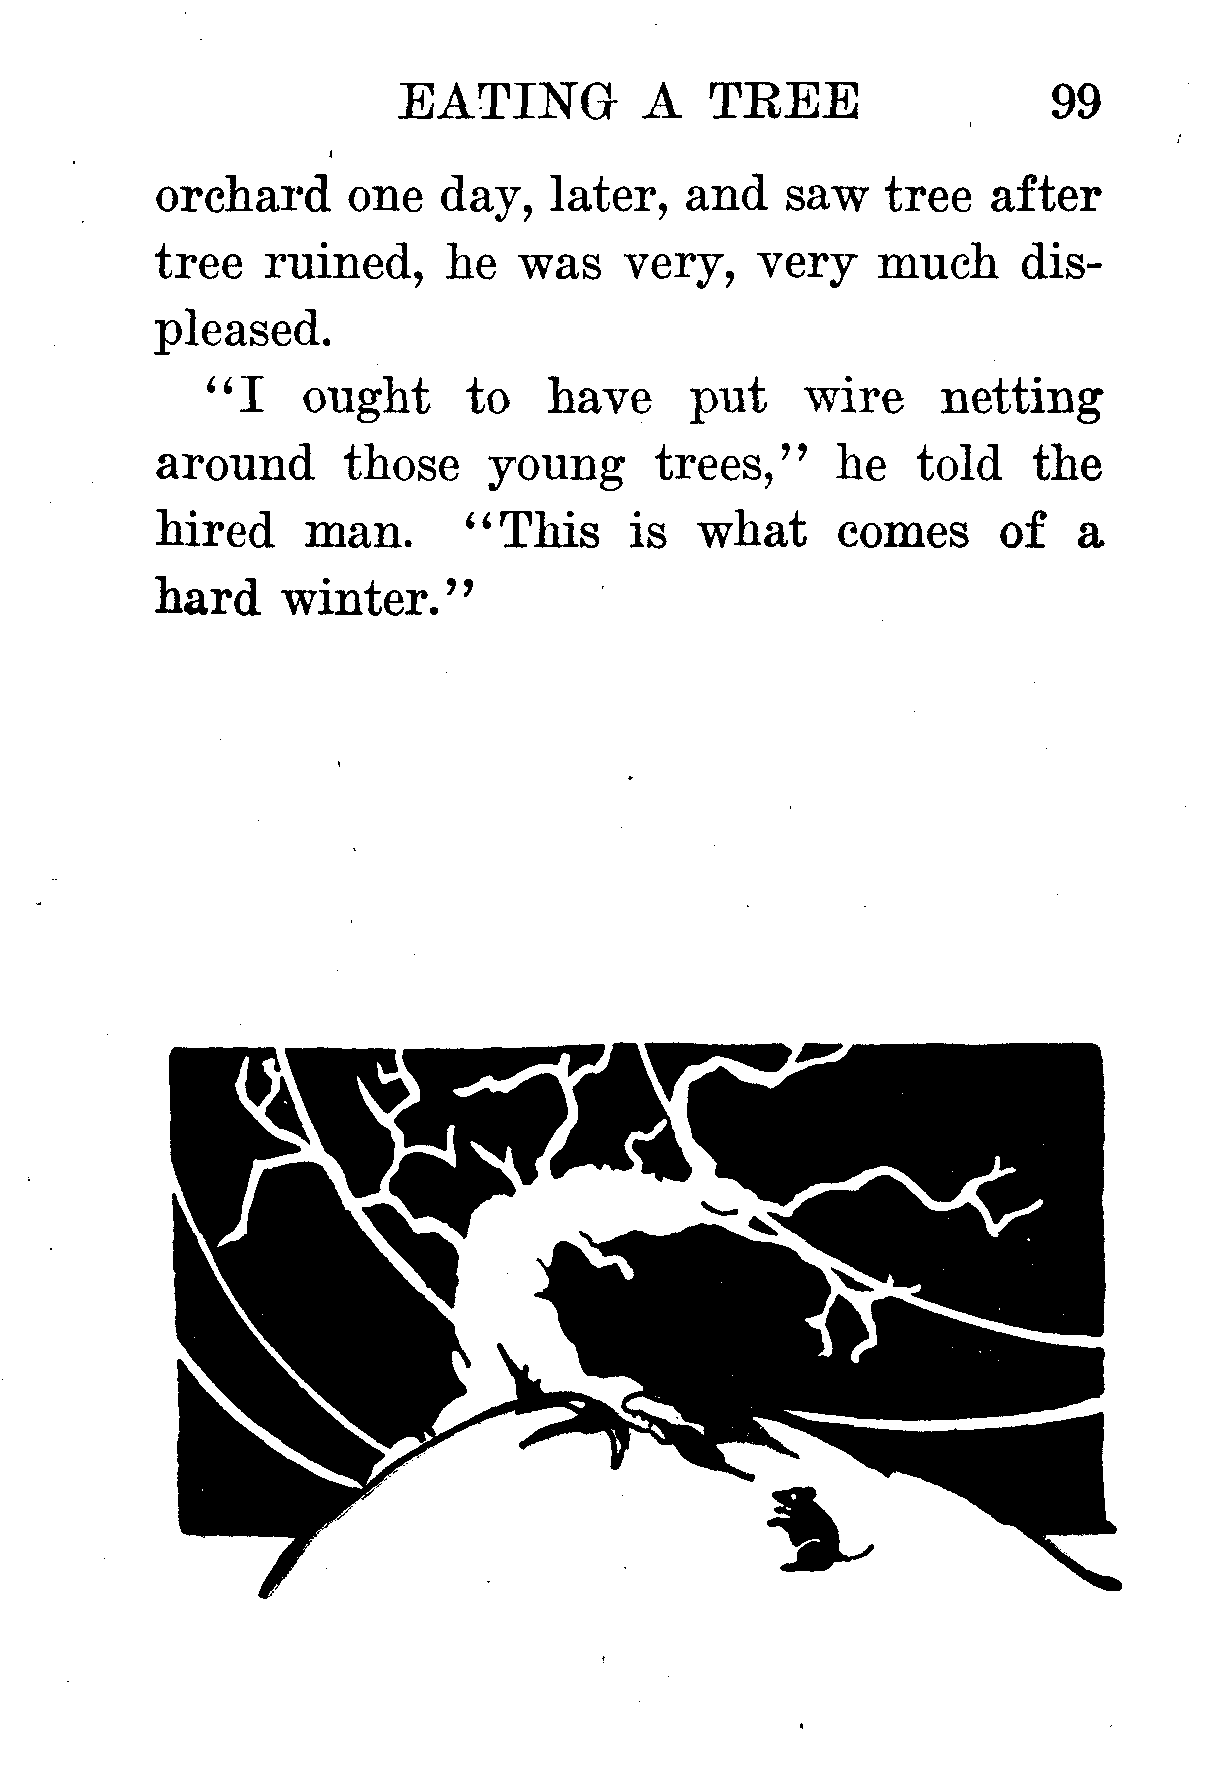 EATING A TREE 99
orchard one day, later, and saw tree after
tree ruined, he was very, very much dis-
pleased.
"I ought to have put wire netting
around those young trees," he told the
hired man. "This is what comes of a
hard winter."